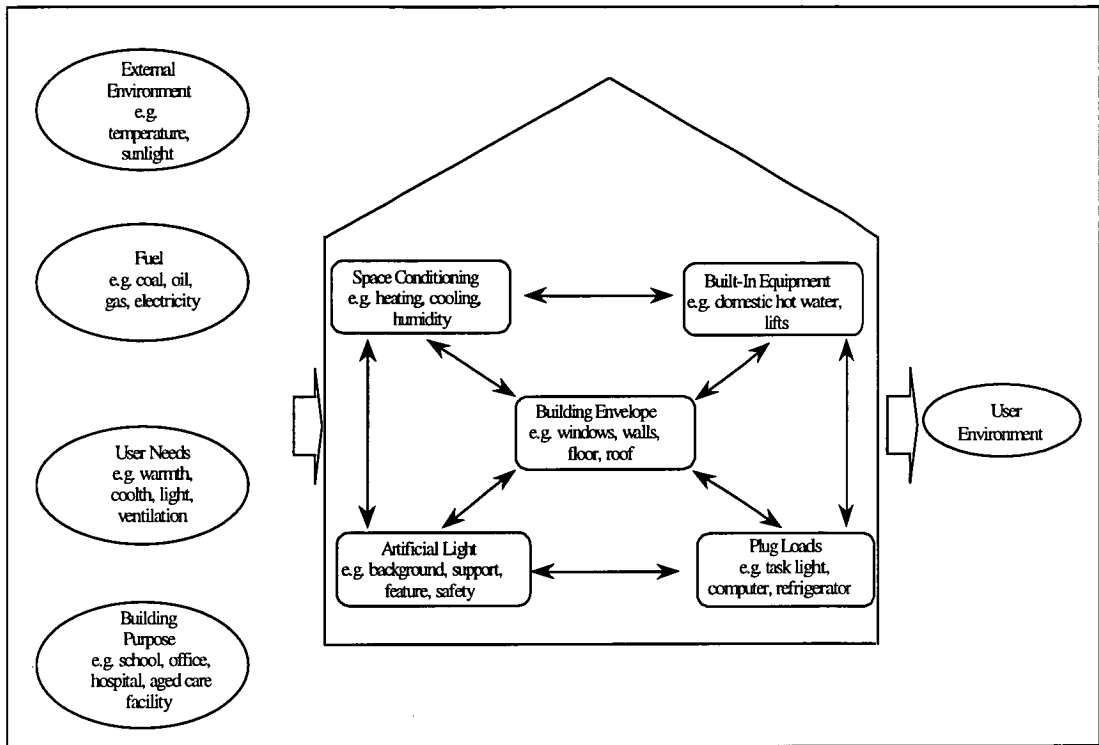 External
Environment
e.g.
temperature,
sunlight
Fuel
e.g. coal, oil,
gas, electricity
User Needs
e.g. warmth,
coolth, light,
ventilation
Building
Purpose
e.g. school, office,
hospital, aged care
facility
Space Conditioning
e.g. heating, cooling,
humidity
Built-In Equipment
e.g. domestic hot water,
lifts
Building Envelope
e.g. windows, walls,
floor, roof
Artificial Light
e.g. background, support,
feature, safety
Plug Loads
e.g. task light,
computer, refrigerator
User
Environment